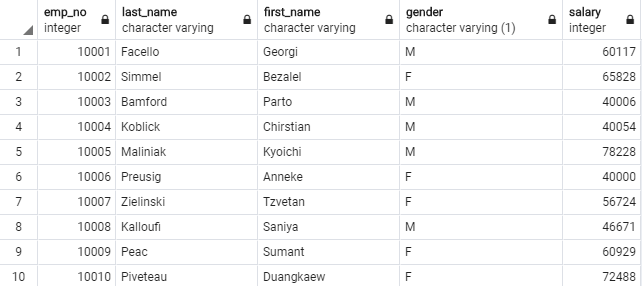 emp_no last_name first_name gender salary
integer character varying character varying character varying (1) integer
1 10001 Facello Georgi M 60117
2 10002 Simmel Bezalel F 65828
3 10003 Bamford Parto M 40006
4 10004 Koblick Chirstian M 40054
5 10005 Maliniak Kyoichi M 78228
6 10006 Preusig Anneke F 40000
7 10007 Zielinski Tzvetan F 56724
8 10008 Kalloufi Saniya M 46671
9 10009 Peac Sumant F 60929
10 10010 Piveteau Duangkaew F 72488